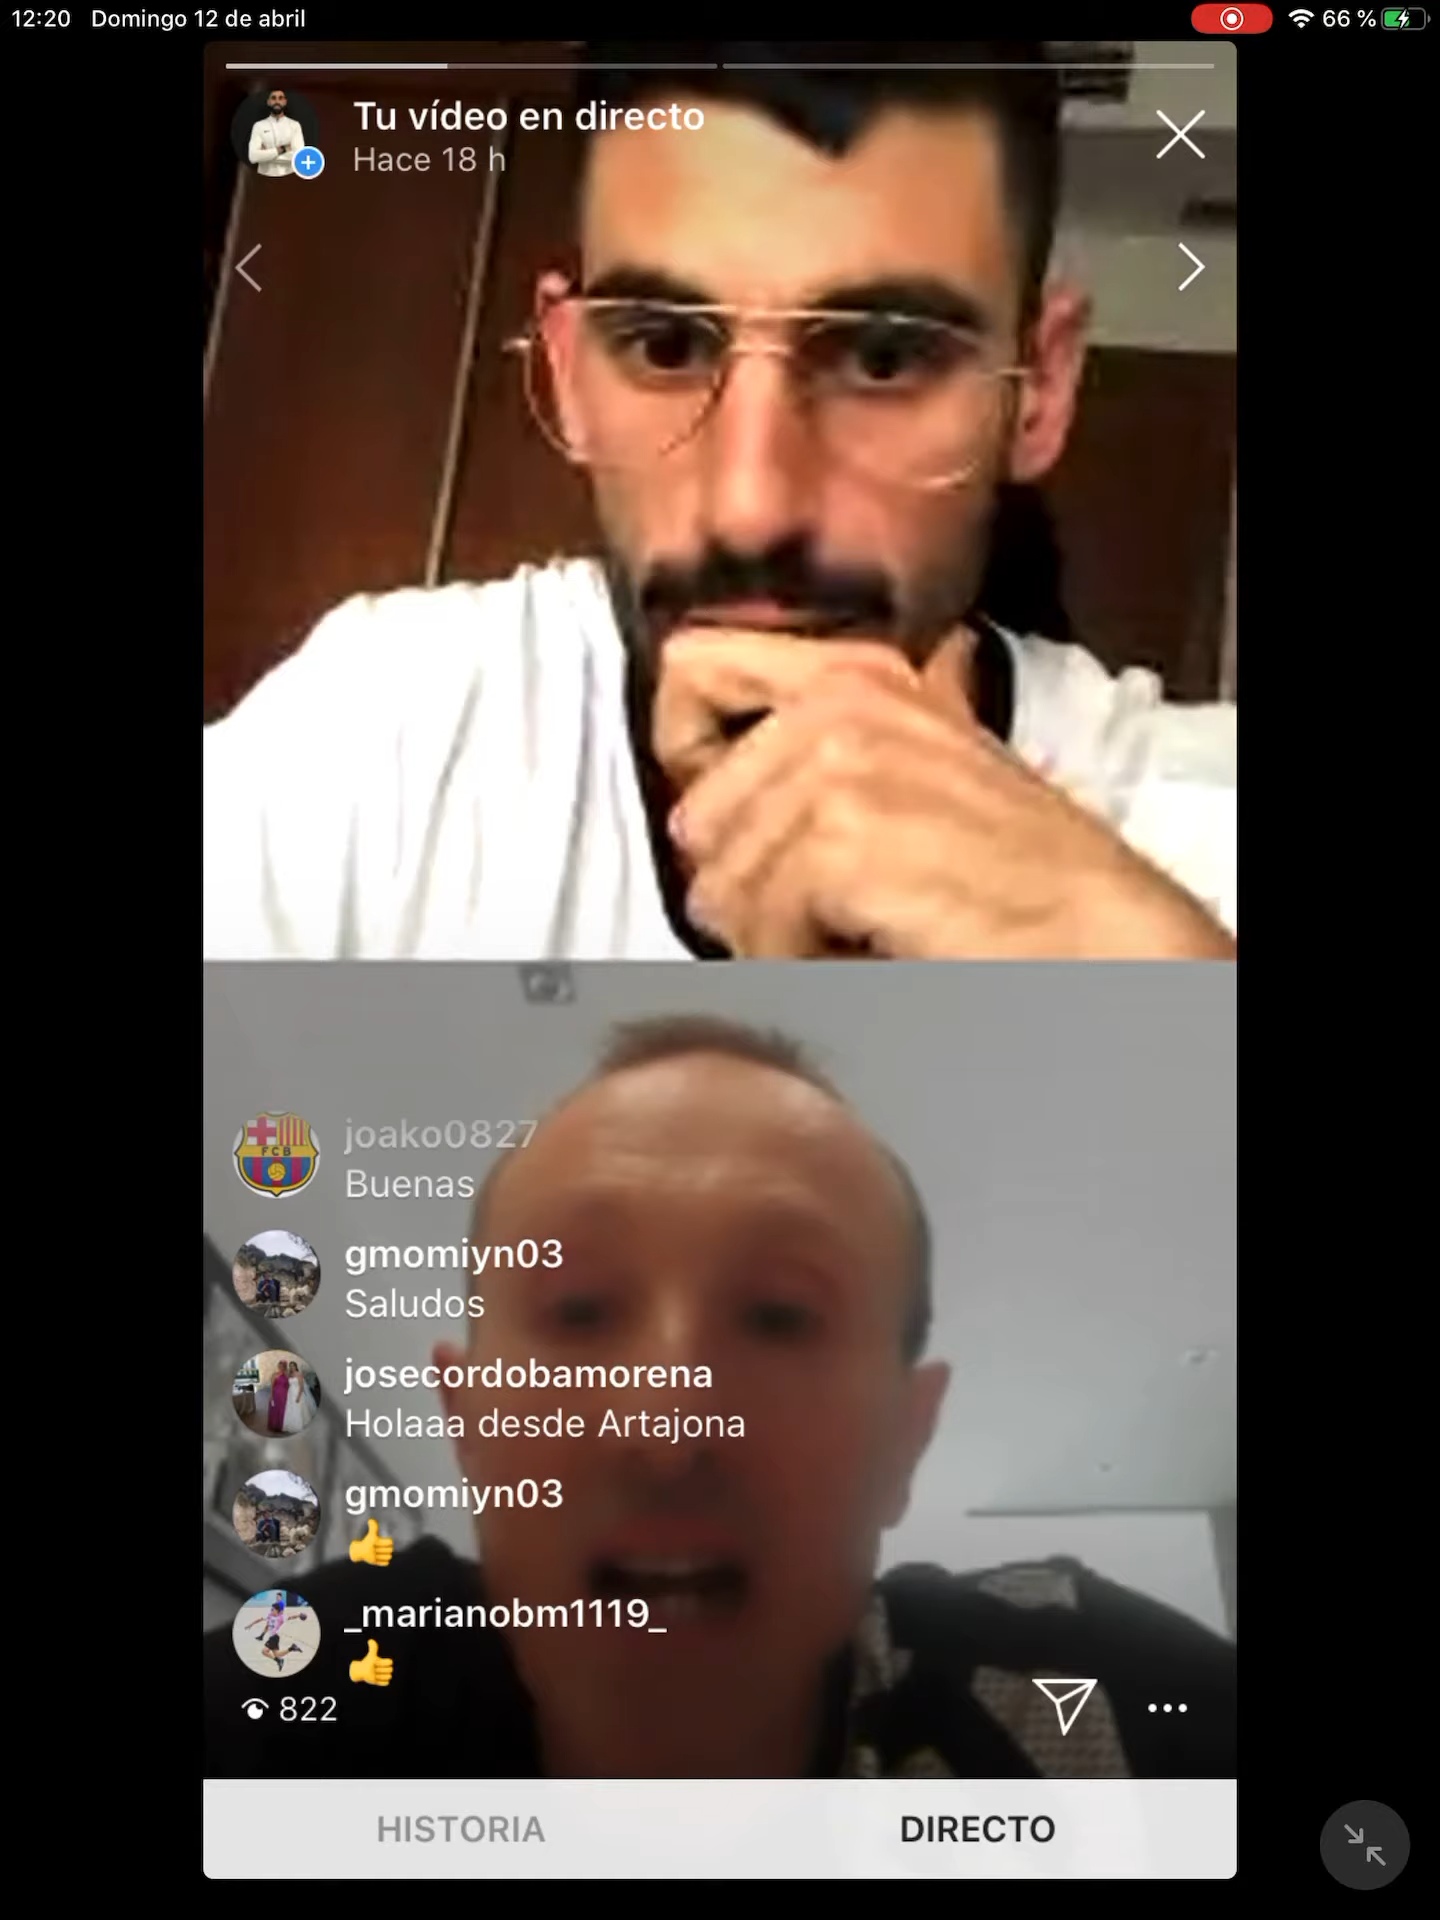 12:20 Domingo 12 de abril
66 %
Tu vídeo en directo
Hace 18 h
joako0827
FCB
Buenas
gmomiyn03
Saludos
josecordobamorena
Holaaa desde Artajona
gmomiyn03
👍
_marianobm1119_
👍
822
HISTORIA
DIRECTO